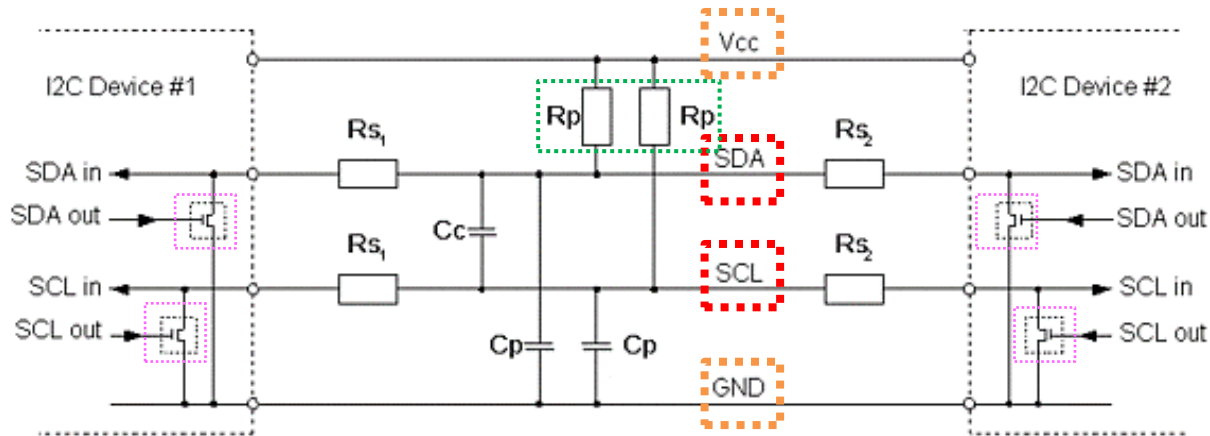 Vcc
I2C Device #1
I2C Device #2
Rp
Rp
Rs1
SDA
Rs2
SDA in
SDA in
SDA out
SDA out
Cc
Rs1
SCL
Rs2
SCL in
SCL in
SCL out
SCL out
Cp
Cp
GND